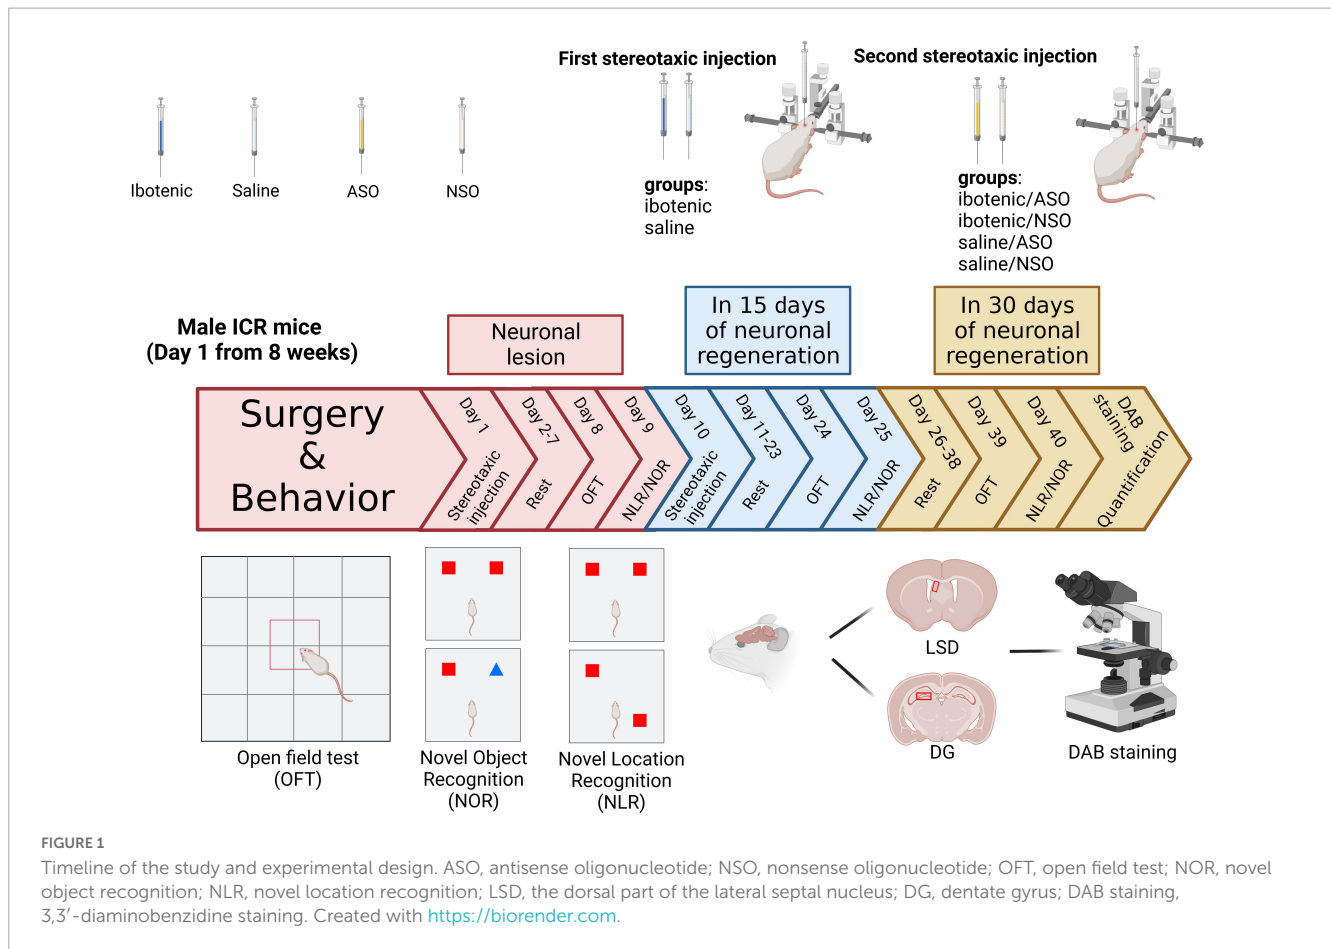 First stereotaxic injection
Second stereotaxic injection
Ibotenic
Saline
ASO
NSO
groups:
ibotenic
saline
groups:
ibotenic/ASO
ibotenic/NSO
saline/ASO
saline/NSO
Male ICR mice
(Day 1 from 8 weeks)
Neuronal
lesion
In 15 days
of neuronal
regeneration
In 30 days
of neuronal
regeneration
Surgery
&
Behavior
Day 1
Stereotaxic
injection
Day 2-7
Rest
Day 8
OFT
Day 9
NLR/NOR
Day 10
Stereotaxic
injection
Day 11-23
Rest
Day 24
OFT
Day 25
NLR/NOR
Day 26-38
Rest
Day 39
OFT
Day 40
NLR/NOR
DAB
staining
Quantification
Open field test
(OFT)
Novel Object
Recognition
(NOR)
Novel Location
Recognition
(NLR)
LSD
DG
DAB staining
FIGURE 1
Timeline of the study and experimental design. ASO, antisense oligonucleotide; NSO, nonsense oligonucleotide; OFT, open field test; NOR, novel
object recognition; NLR, novel location recognition; LSD, the dorsal part of the lateral septal nucleus; DG, dentate gyrus; DAB staining,
3,3′-diaminobenzidine staining. Created with https://biorender.com.